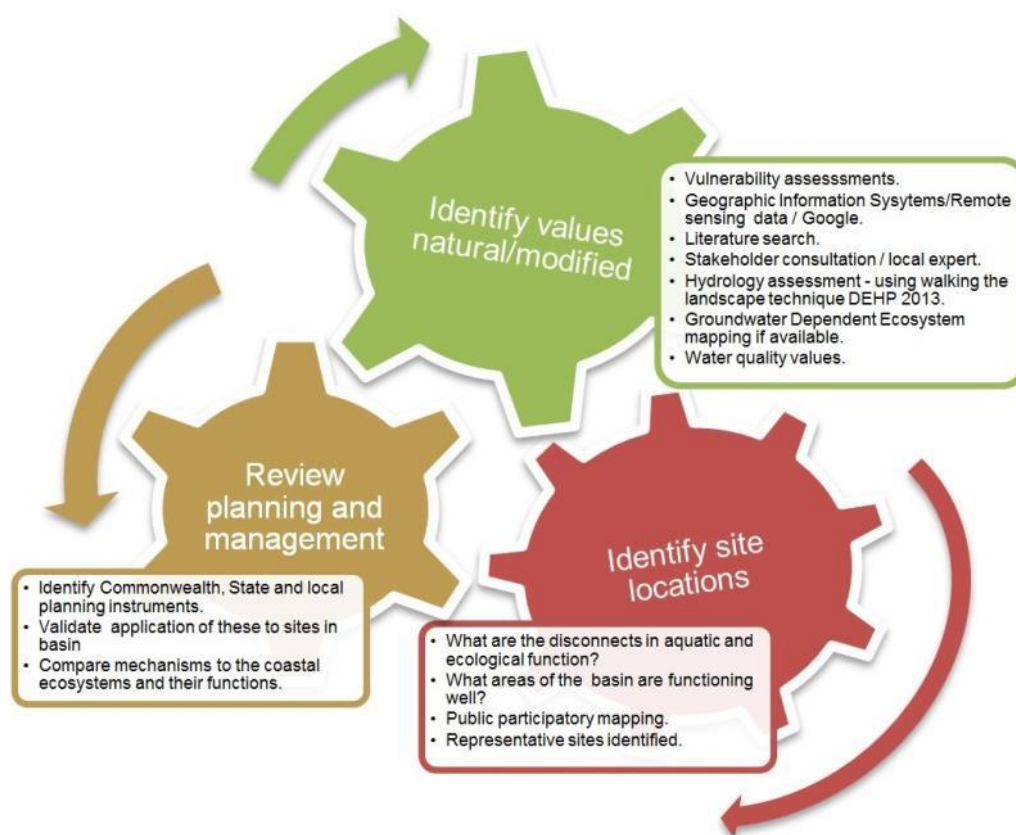 Identify values
natural/modified
• Vulnerability assesssments.
• Geographic Information Sysytems/Remote
sensing data / Google.
• Literature search.
• Stakeholder consultation / local expert.
• Hydrology assessment - using walking the
landscape technique DEHP 2013.
• Groundwater Dependent Ecosystem
mapping if available.
• Water quality values.
Review
planning and
management
• Identify Commonwealth, State and local
planning instruments.
• Validate application of these to sites in
basin
• Compare mechanisms to the coastal
ecosystems and their functions.
Identify site
locations
• What are the disconnects in aquatic and
ecological function?
• What areas of the basin are functioning
well?
• Public participatory mapping.
• Representative sites identified.